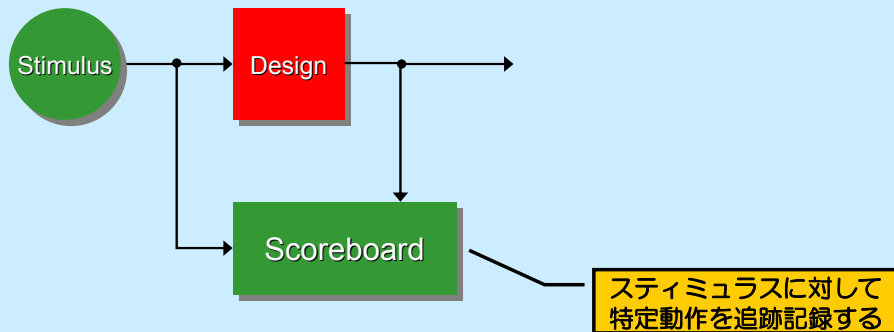 Stimulus
Design
Scoreboard
スティミュラスに対して
特定動作を追跡記録する